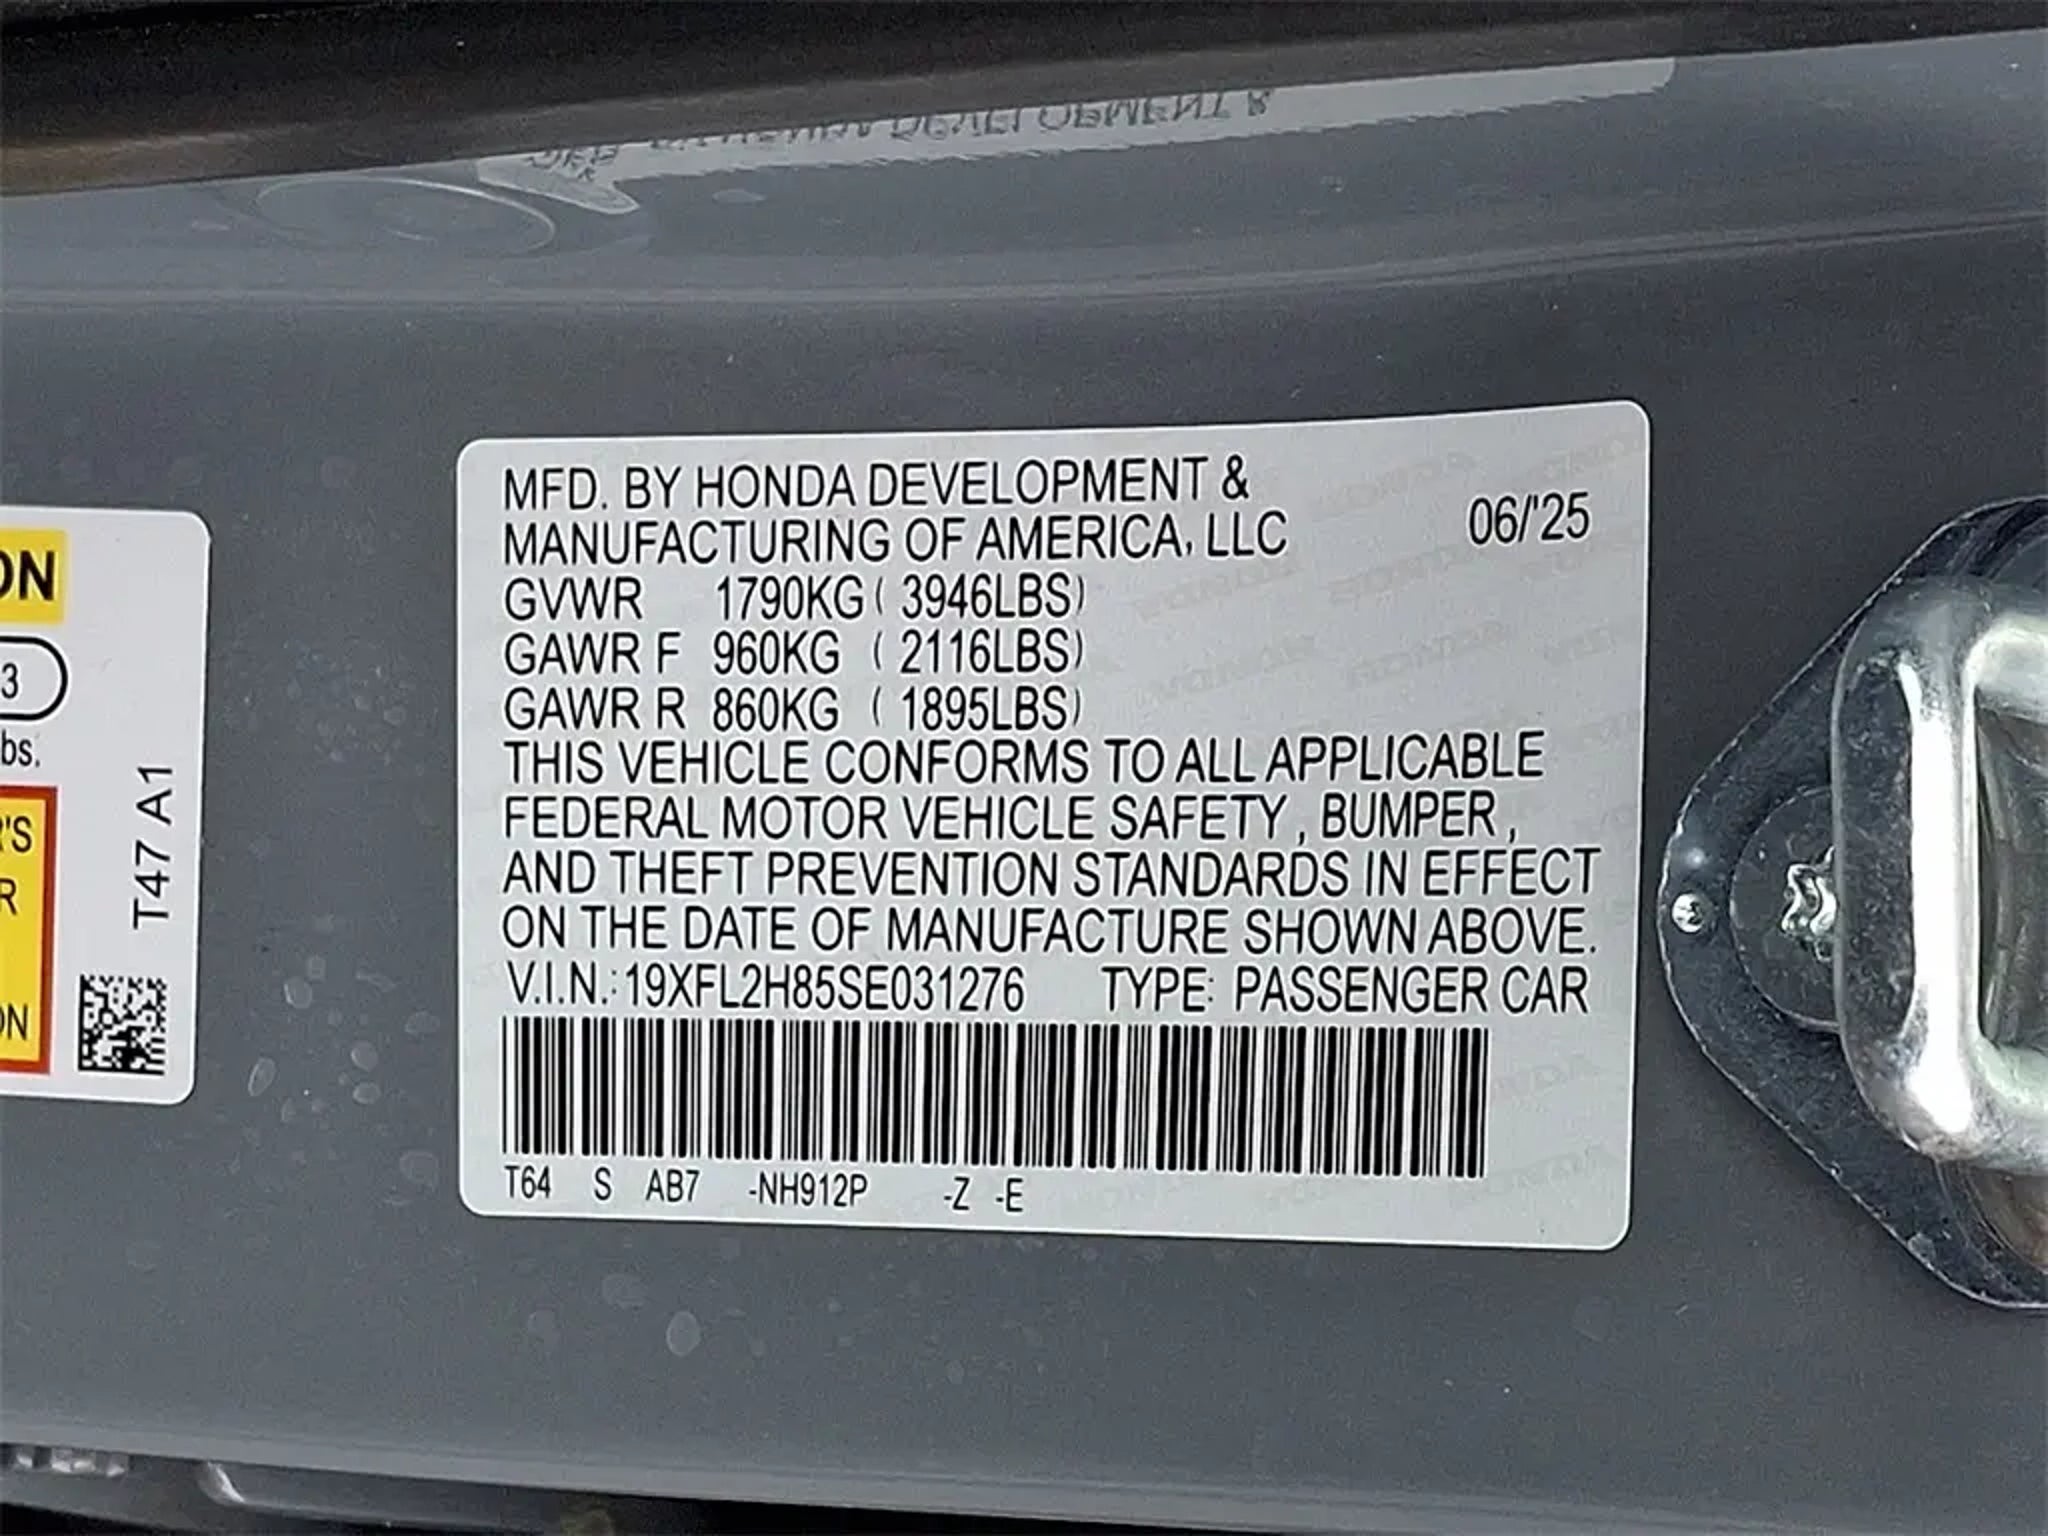 MFD. BY HONDA DEVELOPMENT &
MANUFACTURING OF AMERICA, LLC 06/'25
GVWR 1790KG ( 3946LBS)
GAWR F 960KG ( 2116LBS)
GAWR R 860KG ( 1895LBS)
THIS VEHICLE CONFORMS TO ALL APPLICABLE
FEDERAL MOTOR VEHICLE SAFETY , BUMPER ,
AND THEFT PREVENTION STANDARDS IN EFFECT
ON THE DATE OF MANUFACTURE SHOWN ABOVE.
V.I.N.: 19XFL2H85SE031276 TYPE: PASSENGER CAR
T64 S AB7 -NH912P -Z -E
ON
3
bs.
R'S
R
ON
T47 A1